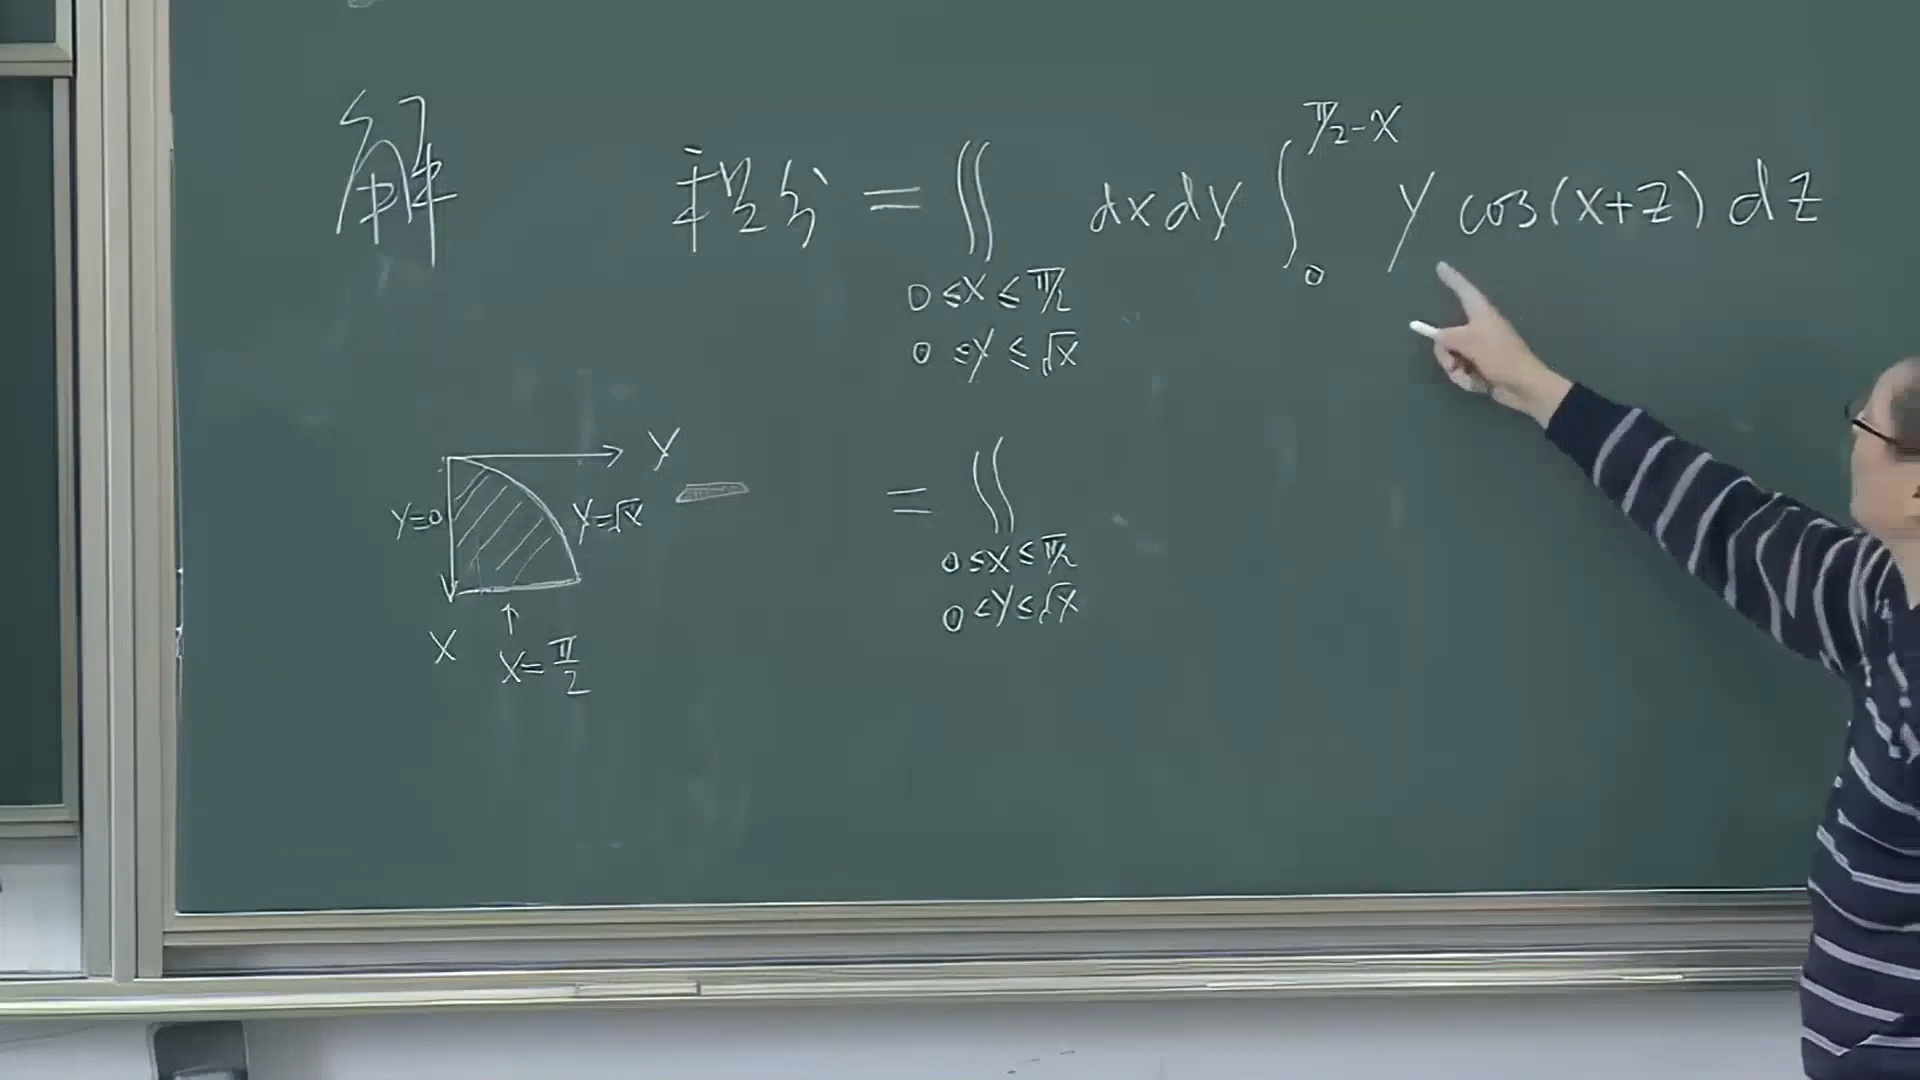 解 积分 = ∬ dxdy ∫₀^{π/2-x} y cos(x+z) dz
0 ≤ x ≤ π/2
0 ≤ y ≤ √x
y
y=0
y=√x
= ∬
0 ≤ x ≤ π/2
0 < y ≤ √x
x
x = π/2